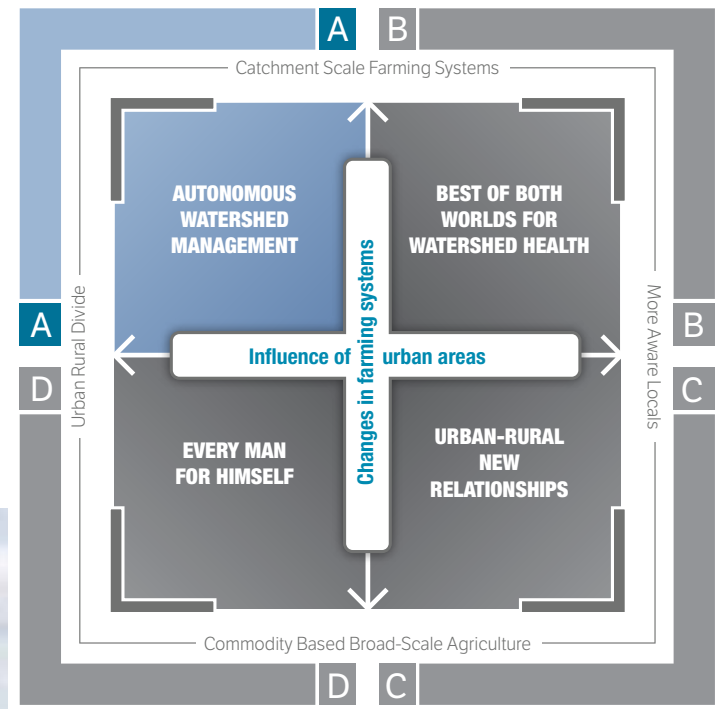 A B
Catchment Scale Farming Systems
AUTONOMOUS
WATERSHED
MANAGEMENT
BEST OF BOTH
WORLDS FOR
WATERSHED HEALTH
A
Urban Rural Divide
D
Changes in farming systems
Influence of urban areas
More Aware Locals
B
C
EVERY MAN
FOR HIMSELF
URBAN-RURAL
NEW
RELATIONSHIPS
Commodity Based Broad-Scale Agriculture
D C